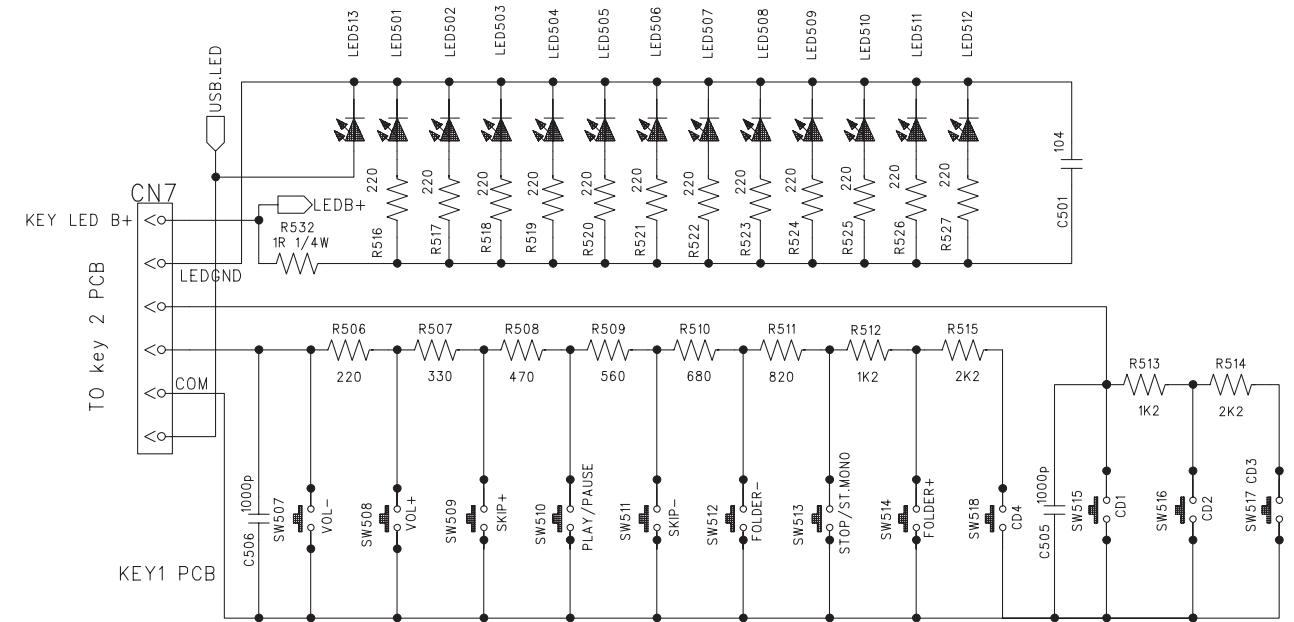 LED513
LED501
LED502
LED503
LED504
LED505
LED506
LED507
LED508
LED509
LED510
LED511
LED512
USB.LED
104
C501
220
220
220
220
220
220
220
220
220
220
220
220
R516
R517
R518
R519
R520
R521
R522
R523
R524
R525
R526
R527
CN7
KEY LED B+
LEDB+
R532
1R 1/4W
LEDGND
TO key 2 PCB
R506
R507
R508
R509
R510
R511
R512
R515
220
330
470
560
680
820
1K2
2K2
R513
R514
1K2
2K2
COM
1000p
C506
SW507
VOL-
SW508
VOL+
SW509
SKIP+
SW510
PLAY/PAUSE
SW511
SKIP-
SW512
FOLDER-
SW513
STOP/ST.MONO
SW514
FOLDER+
SW518
CD4
1000p
C505
SW515
CD1
SW516
CD2
SW517
CD3
KEY1 PCB